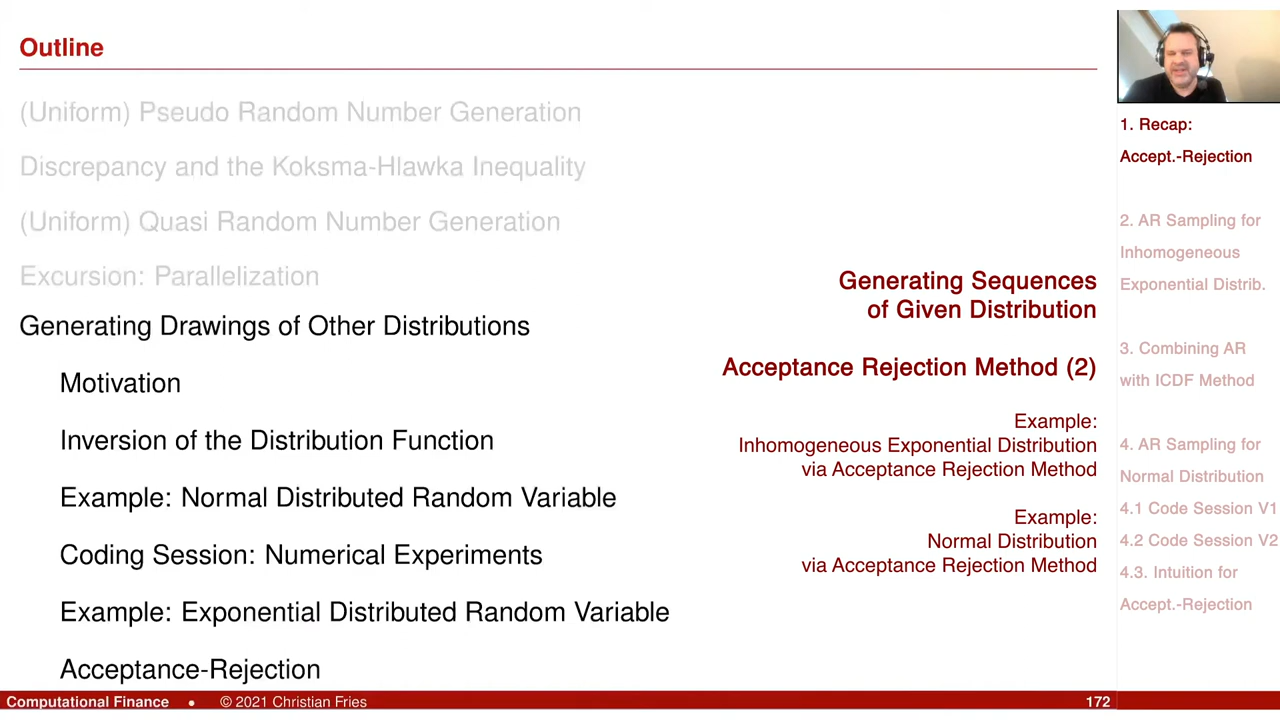 Outline
(Uniform) Pseudo Random Number Generation
Discrepancy and the Koksma-Hlawka Inequality
(Uniform) Quasi Random Number Generation
Excursion: Parallelization
Generating Drawings of Other Distributions
Motivation
Inversion of the Distribution Function
Example: Normal Distributed Random Variable
Coding Session: Numerical Experiments
Example: Exponential Distributed Random Variable
Acceptance-Rejection
Generating Sequences
of Given Distribution
Acceptance Rejection Method (2)
Example:
Inhomogeneous Exponential Distribution
via Acceptance Rejection Method
Example:
Normal Distribution
via Acceptance Rejection Method
1. Recap:
Accept.-Rejection
2. AR Sampling for
Inhomogeneous
Exponential Distrib.
3. Combining AR
with ICDF Method
4. AR Sampling for
Normal Distribution
4.1 Code Session V1
4.2 Code Session V2
4.3. Intuition for
Accept.-Rejection
Computational Finance • © 2021 Christian Fries 172